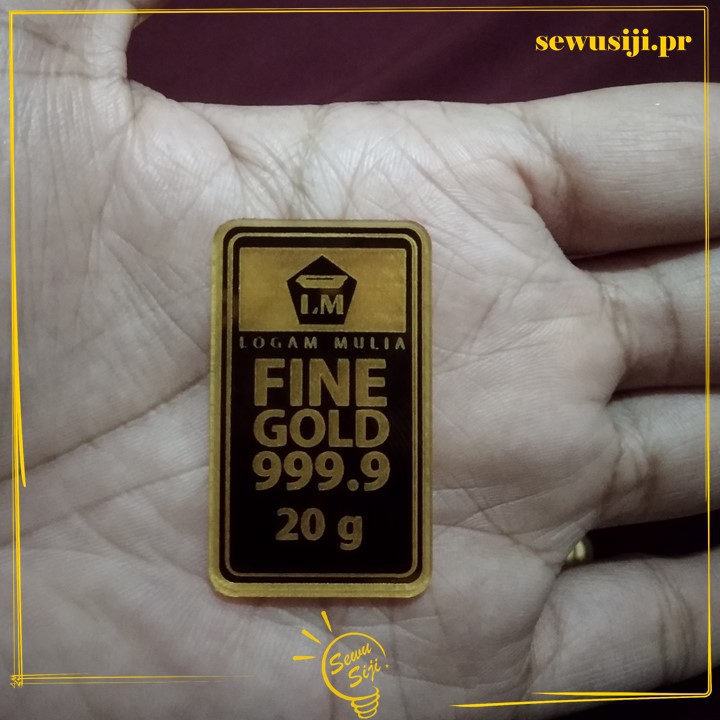 sewusiji.pr
LM
LOGAM MULIA
FINE
GOLD
999.9
20 g
Sewu
Siji.